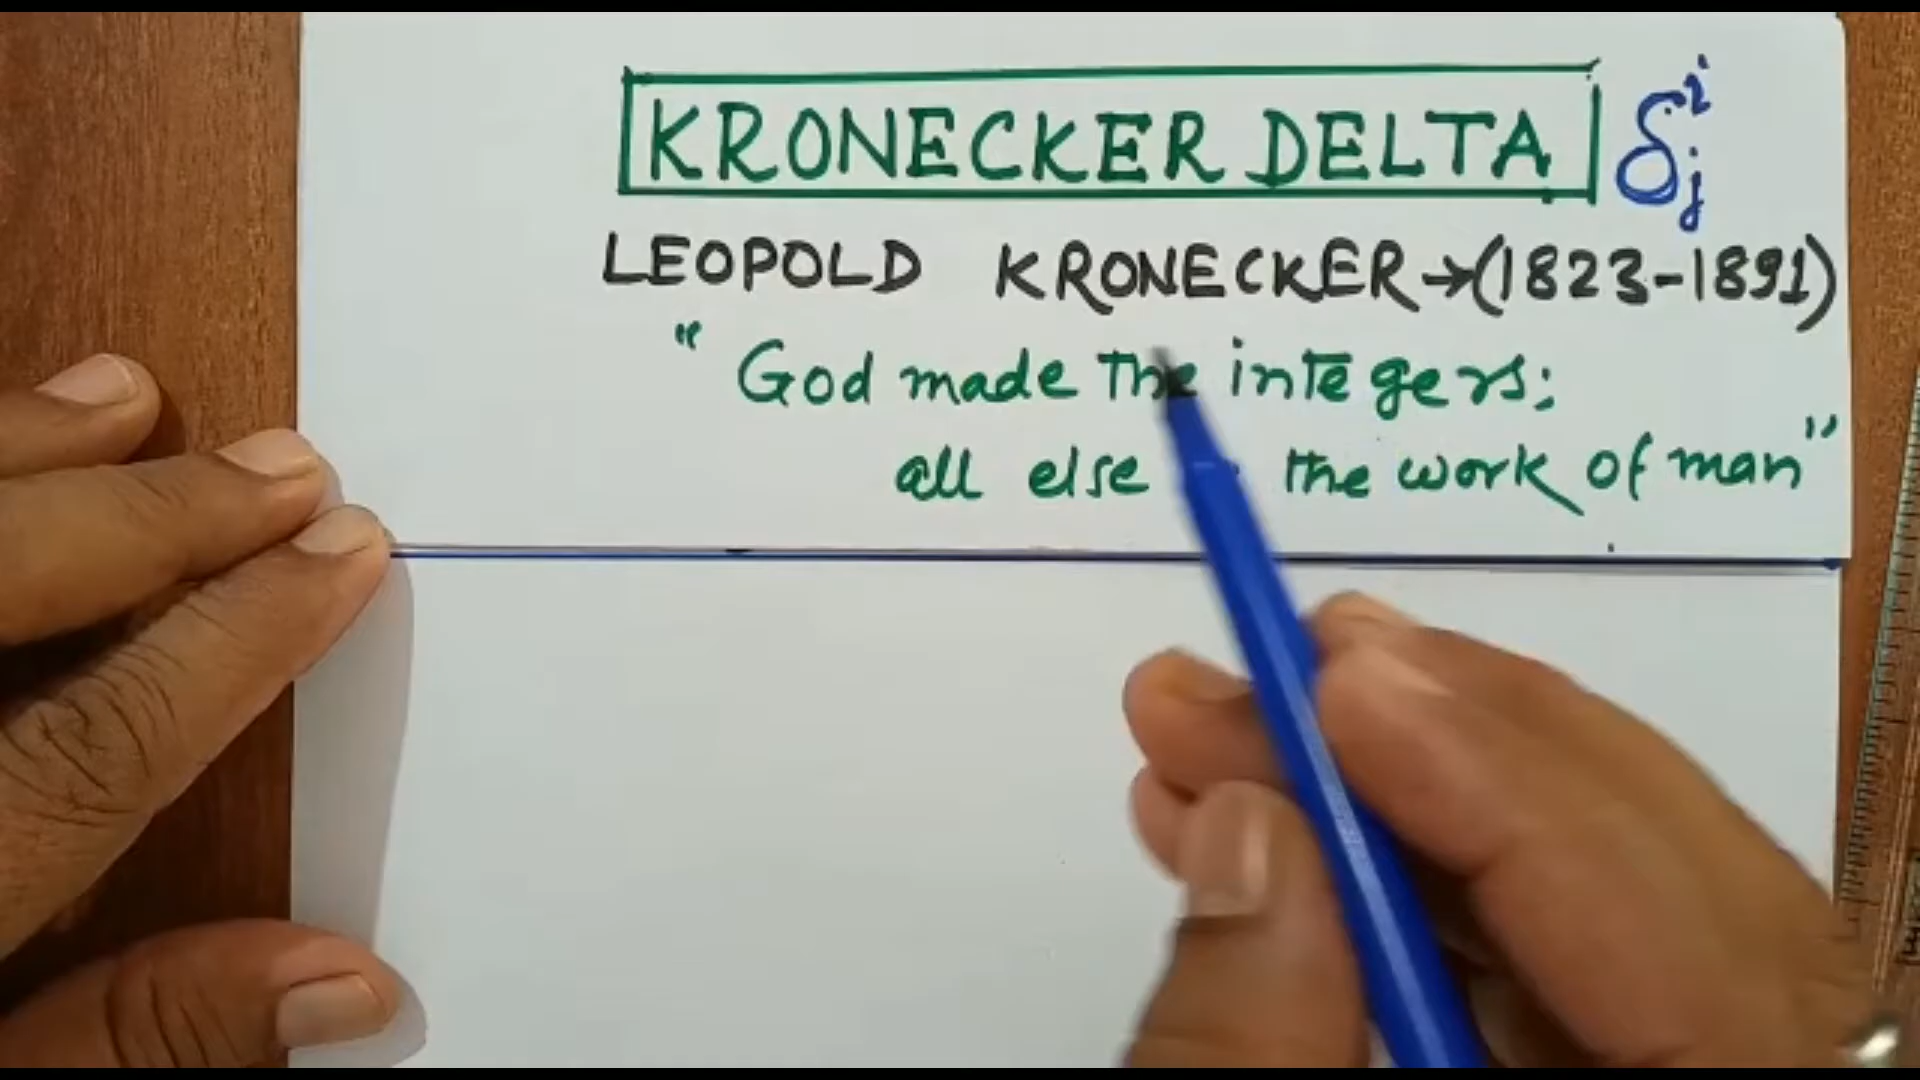 KRONECKER DELTA δ^i_j
LEOPOLD KRONECKER→(1823-1891)
" God made the integers;
all else the work of man"